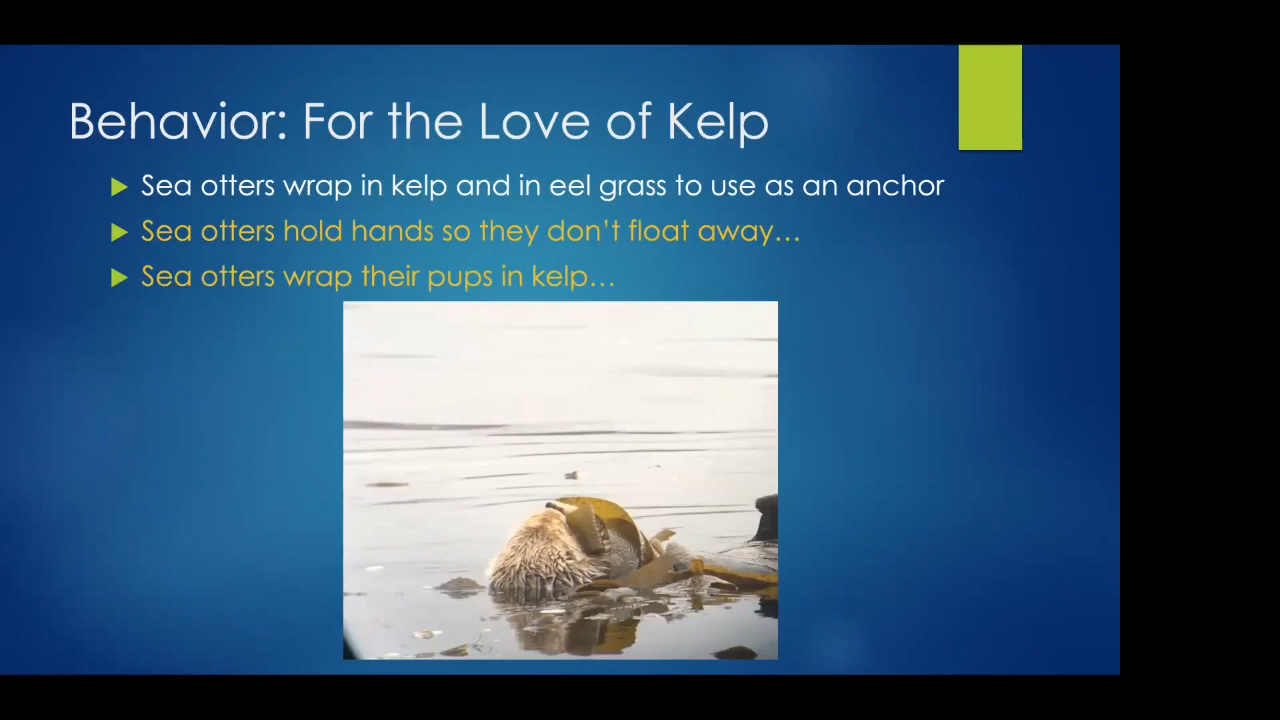 Behavior: For the Love of Kelp
Sea otters wrap in kelp and in eel grass to use as an anchor
Sea otters hold hands so they don’t float away…
Sea otters wrap their pups in kelp…